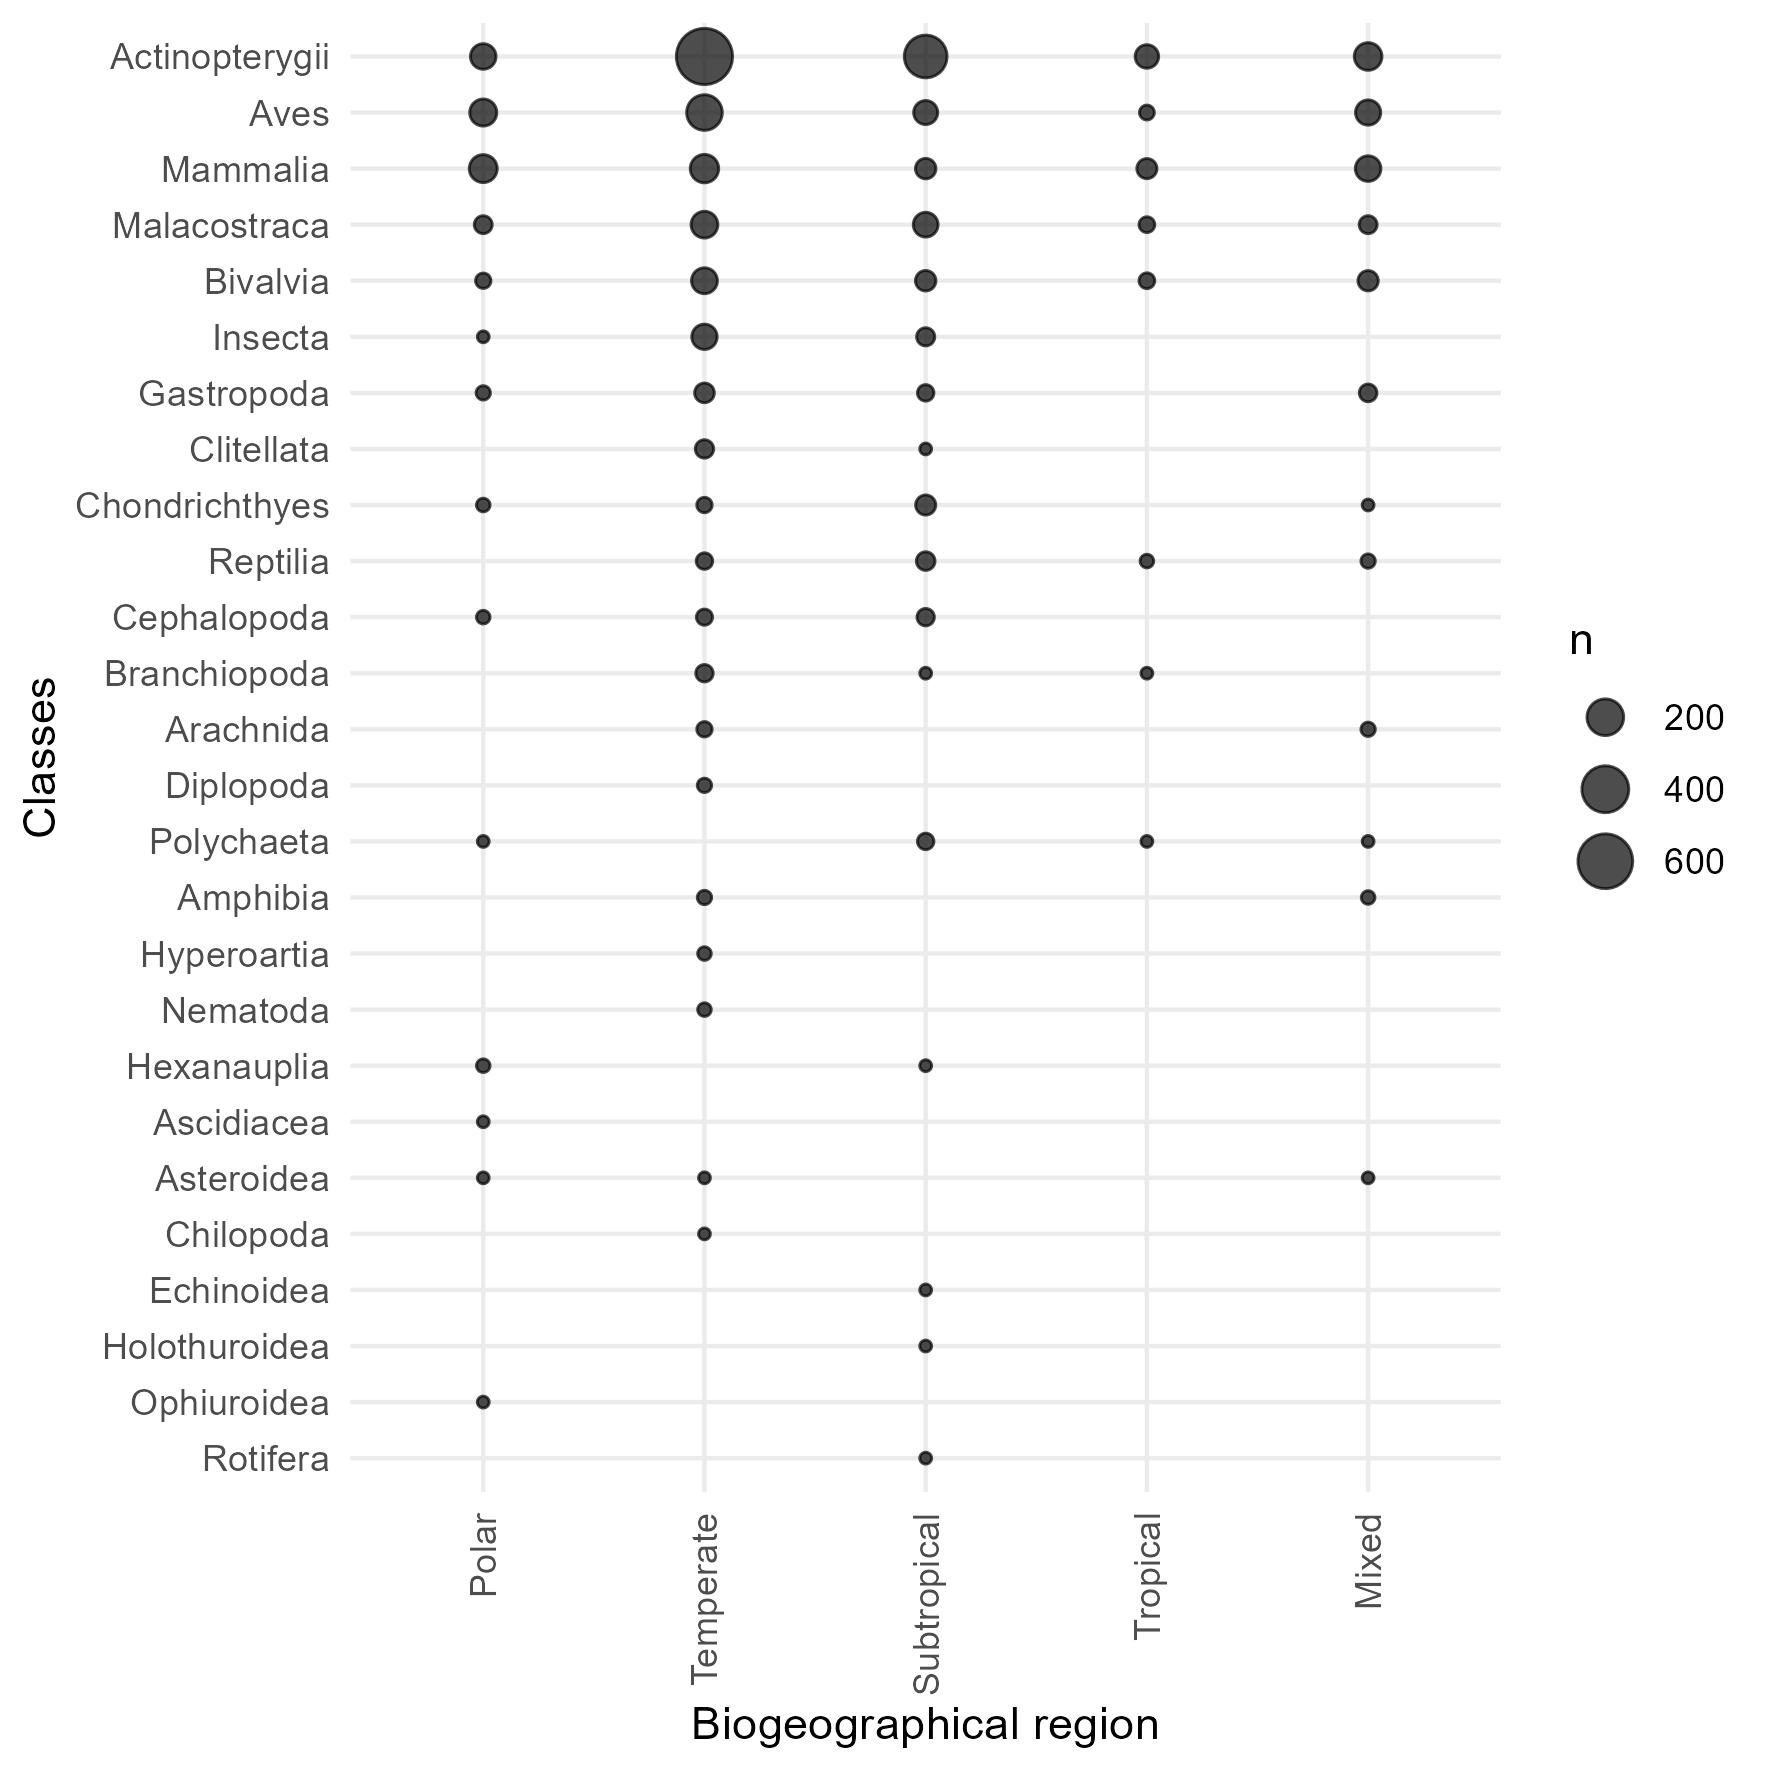 Actinopterygii
Aves
Mammalia
Malacostraca
Bivalvia
Insecta
Gastropoda
Clitellata
Chondrichthyes
Reptilia
Cephalopoda
Branchiopoda
Arachnida
Diplopoda
Polychaeta
Amphibia
Hyperoartia
Nematoda
Hexanauplia
Ascidiacea
Asteroidea
Chilopoda
Echinoidea
Holothuroidea
Ophiuroidea
Rotifera
Classes
Polar
Temperate
Subtropical
Tropical
Mixed
Biogeographical region
n
200
400
600